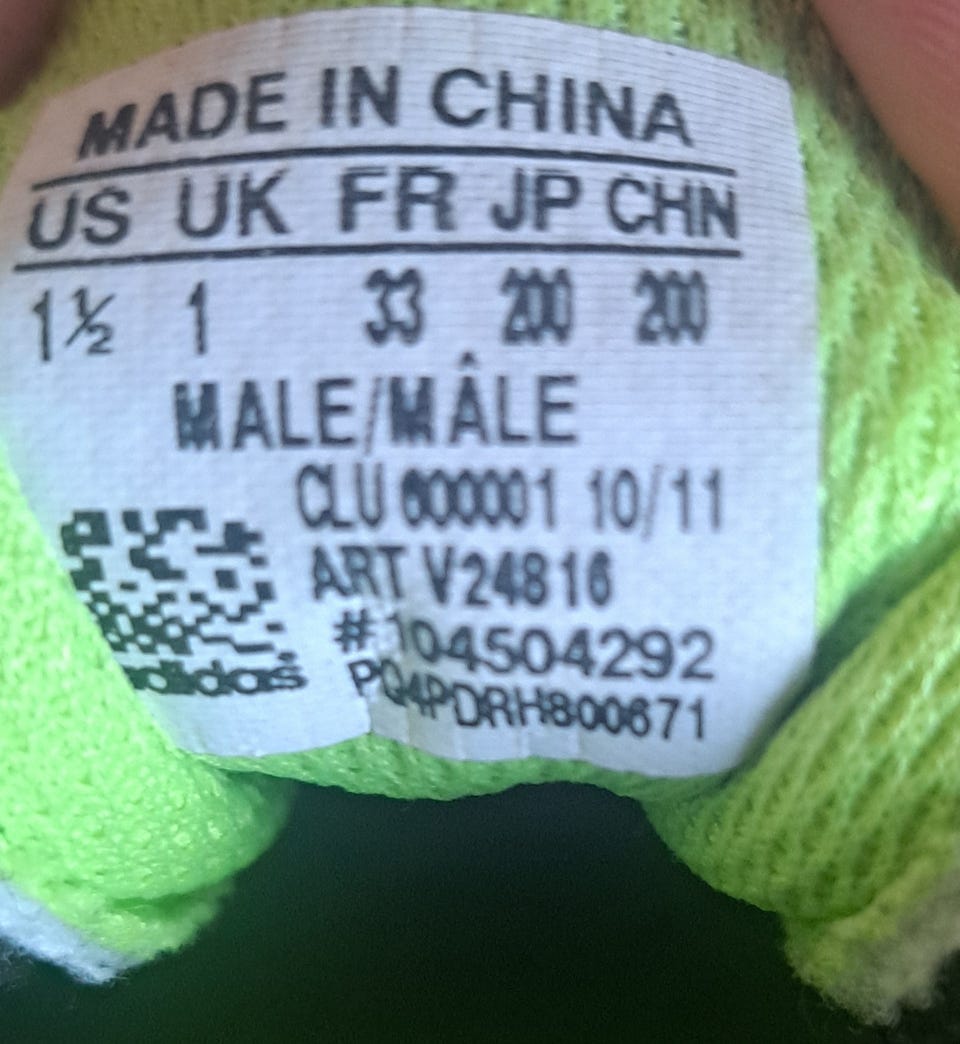 MADE IN CHINA
US UK FR JP CHN
1½ 1 33 200 200
MALE/MÂLE
CLU 600001 10/11
ART V24816
#104504292
PQ4PDRH800671
adidas